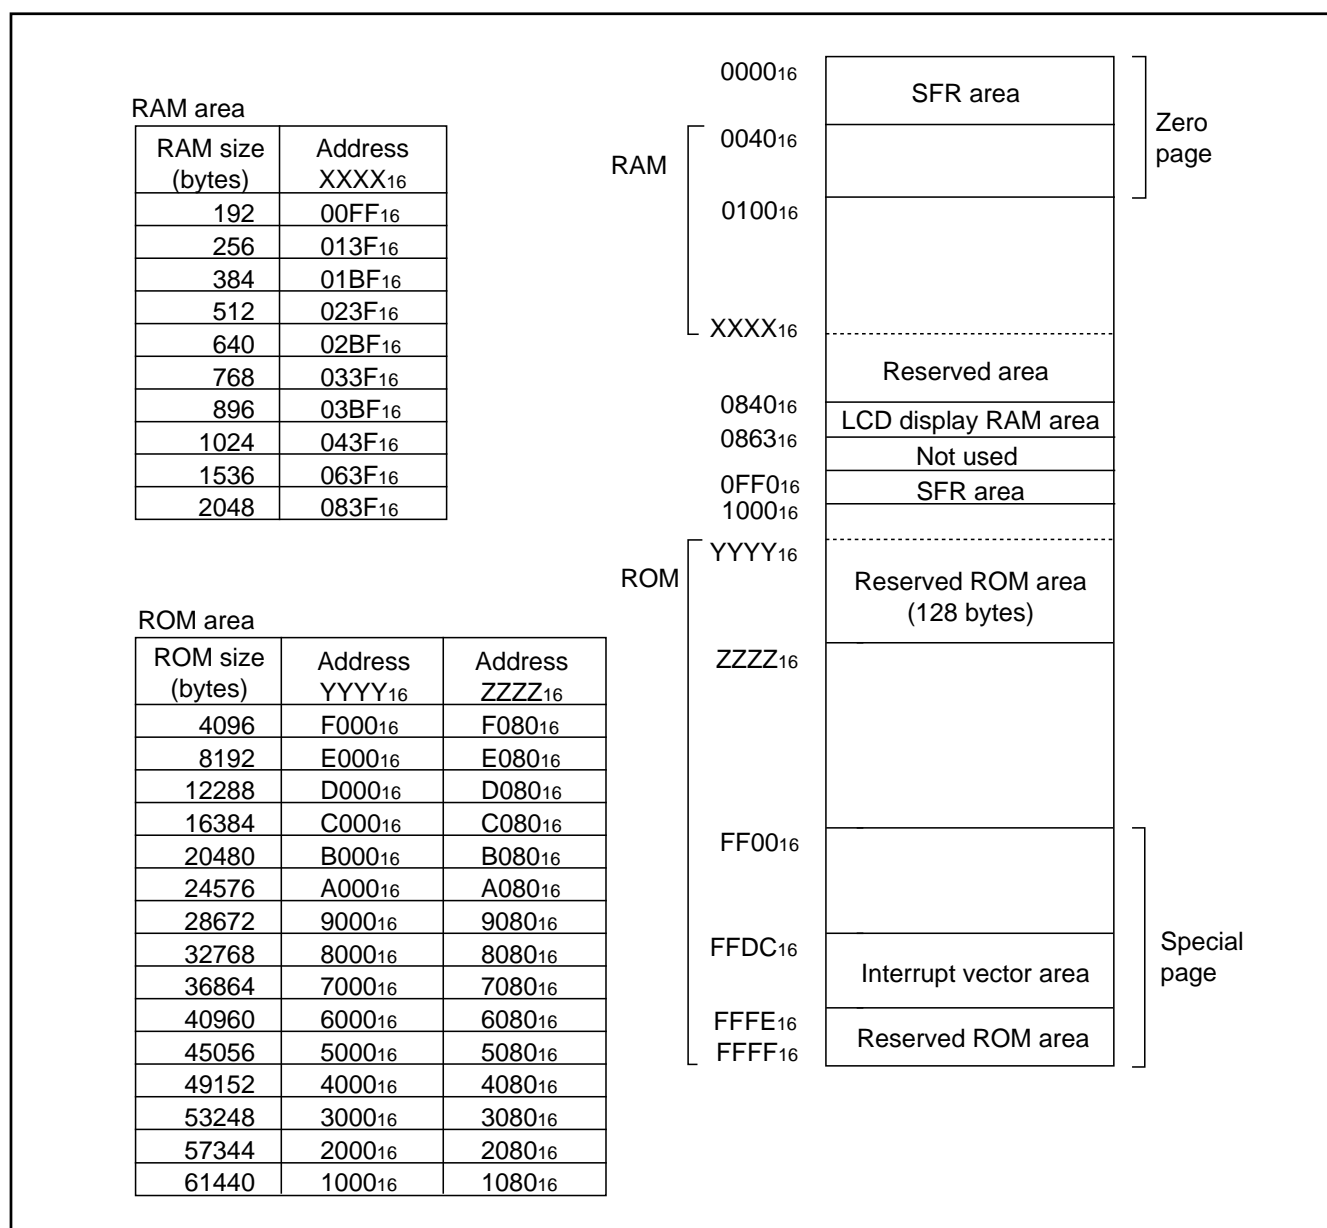 RAM area
RAM size (bytes) Address XXXX16
192 00FF16
256 013F16
384 01BF16
512 023F16
640 02BF16
768 033F16
896 03BF16
1024 043F16
1536 063F16
2048 083F16
ROM area
ROM size (bytes) Address YYYY16 Address ZZZZ16
4096 F00016 F08016
8192 E00016 E08016
12288 D00016 D08016
16384 C00016 C08016
20480 B00016 B08016
24576 A00016 A08016
28672 900016 908016
32768 800016 808016
36864 700016 708016
40960 600016 608016
45056 500016 508016
49152 400016 408016
53248 300016 308016
57344 200016 208016
61440 100016 108016
000016
SFR area
Zero
page
RAM
004016
010016
XXXX16
Reserved area
084016
LCD display RAM area
086316
Not used
0FF016
SFR area
100016
ROM
YYYY16
Reserved ROM area
(128 bytes)
ZZZZ16
FF0016
Special
page
FFDC16
Interrupt vector area
FFFE16
Reserved ROM area
FFFF16